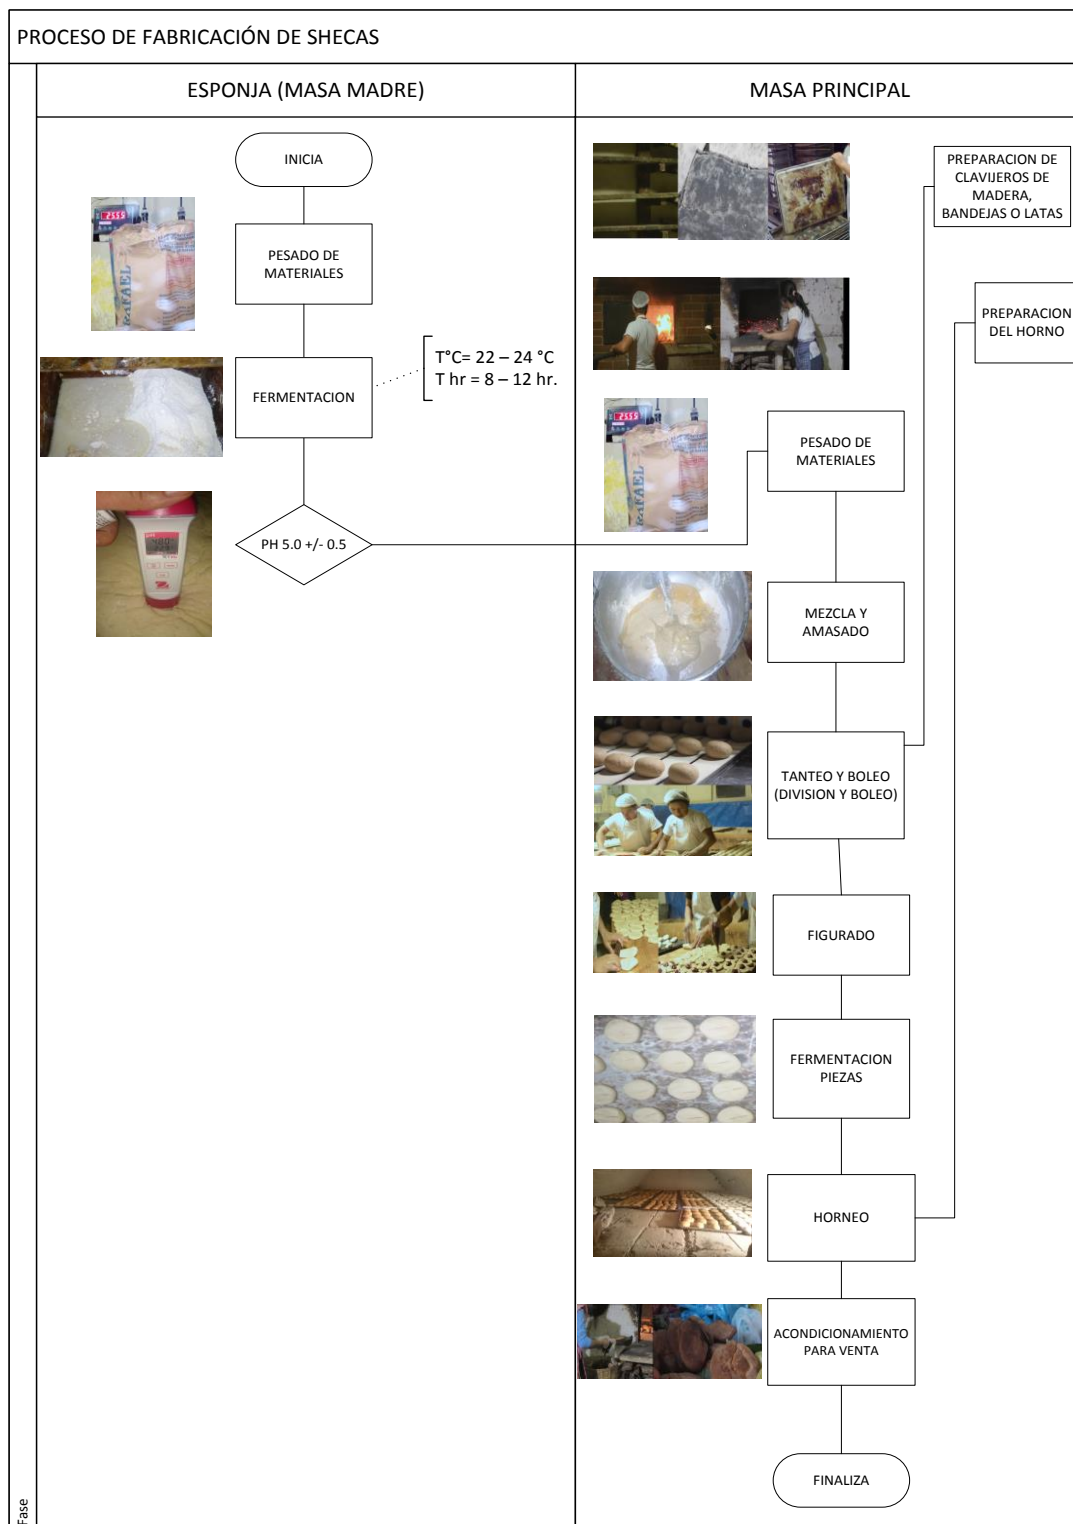 PROCESO DE FABRICACIÓN DE SHECAS
ESPONJA (MASA MADRE)
MASA PRINCIPAL
Fase
INICIA
PESADO DE
MATERIALES
FERMENTACION
T°C= 22 – 24 °C
T hr = 8 – 12 hr.
PH 5.0 +/- 0.5
PREPARACION DE
CLAVIJEROS DE
MADERA,
BANDEJAS O LATAS
PREPARACION
DEL HORNO
PESADO DE
MATERIALES
MEZCLA Y
AMASADO
TANTEO Y BOLEO
(DIVISION Y BOLEO)
FIGURADO
FERMENTACION
PIEZAS
HORNEO
ACONDICIONAMIENTO
PARA VENTA
FINALIZA